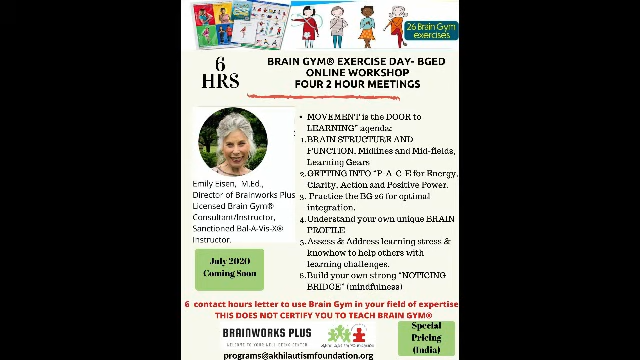 26 Brain Gym
exercises
6
HRS
BRAIN GYM® EXERCISE DAY- BGED
ONLINE WORKSHOP
FOUR 2 HOUR MEETINGS
• MOVEMENT is the DOOR to
LEARNING" agenda:
1. BRAIN STRUCTURE AND
FUNCTION, Midlines and Mid-fields,
Learning Gears
2. GETTING INTO "P A C E for Energy,
Clarity, Action and Positive Power.
3. Practice the BG 26 for optimal
integration.
4. Understand your own unique BRAIN
PROFILE
5. Assess & Address learning stress &
knowhow to help others with
learning challenges.
6. Build your own strong "NOTICING
BRIDGE" (mindfulness)
Emily Eisen, M.Ed.,
Director of Brainworks Plus
Licensed Brain Gym®
Consultant/Instructor,
Sanctioned Bal-A-Vis-X®
Instructor.
July 2020
Coming Soon
6 contact hours letter to use Brain Gym in your field of expertise
THIS DOES NOT CERTIFY YOU TO TEACH BRAIN GYM®
BRAINWORKS PLUS
Special
Pricing
(India)
programs@akhilautismfoundation.org